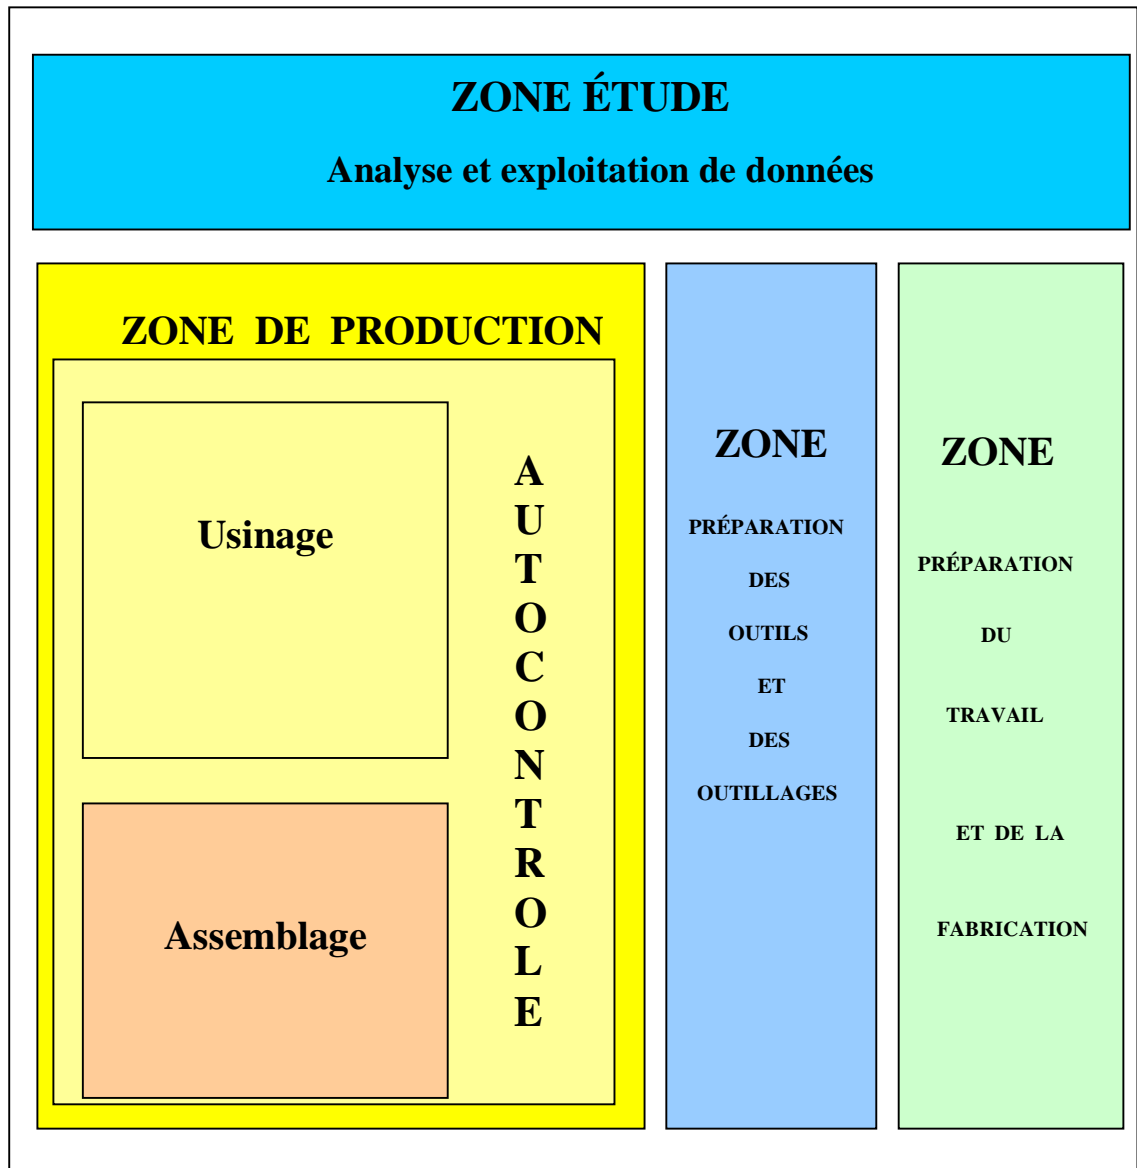 ZONE ÉTUDE
Analyse et exploitation de données
ZONE DE PRODUCTION
Usinage
Assemblage
A
U
T
O
C
O
N
T
R
O
L
E
ZONE
PRÉPARATION
DES
OUTILS
ET
DES
OUTILLAGES
ZONE
PRÉPARATION
DU
TRAVAIL
ET DE LA
FABRICATION